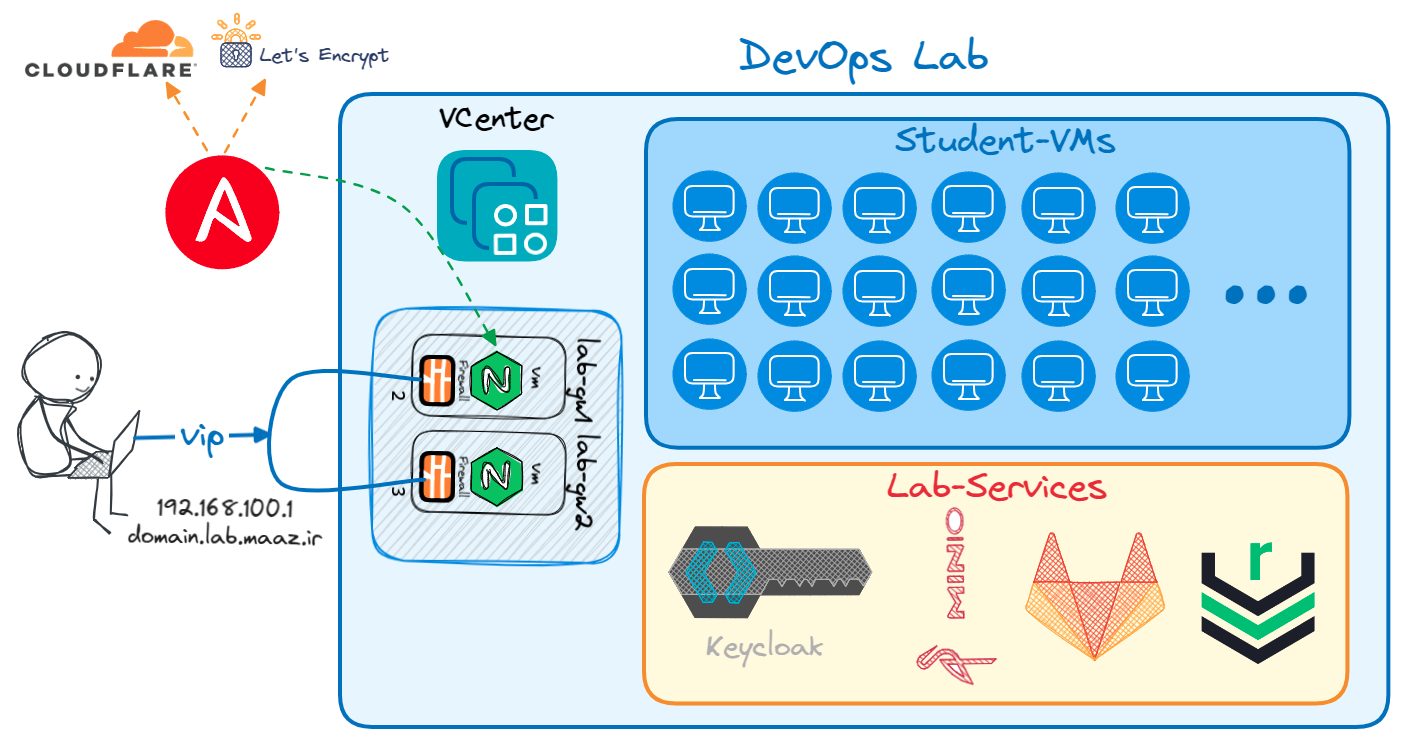 CLOUDFLARE
Let's Encrypt
DevOps Lab
VCenter
Student-VMs
lab-gw1
Firewall
Vm
2
lab-gw2
Firewall
Vm
3
vip
192.168.100.1
domain.lab.maaz.ir
Lab-Services
Keycloak
MINIO
r